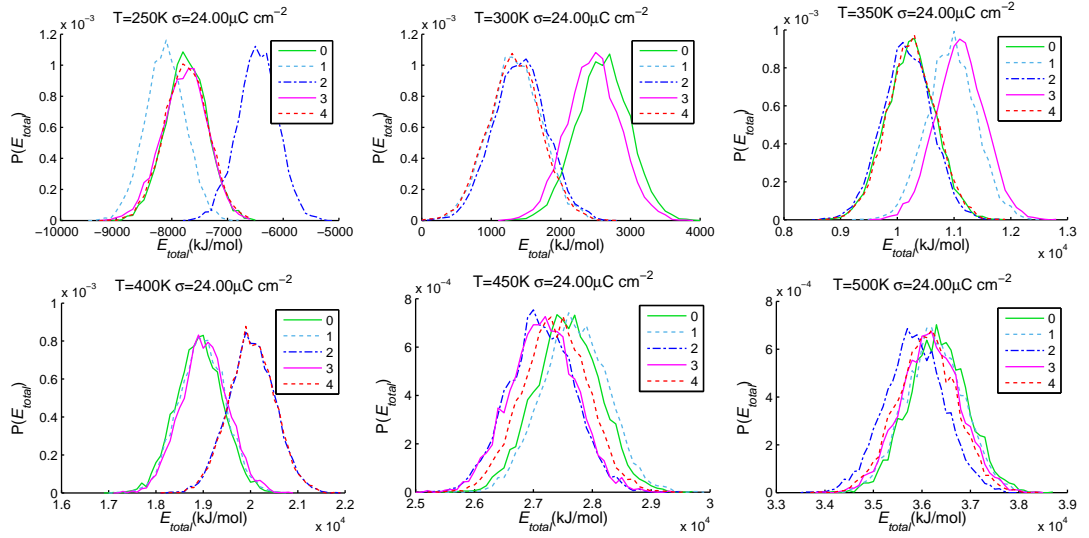 T=250K σ=24.00μC cm⁻²
x 10⁻³
P(E_total)
1.2
1
0.8
0.6
0.4
0.2
0
0
1
2
3
4
−10000 −9000 −8000 −7000 −6000 −5000
E_total(kJ/mol)
T=300K σ=24.00μC cm⁻²
x 10⁻³
P(E_total)
1.2
1
0.8
0.6
0.4
0.2
0
0
1
2
3
4
0 1000 2000 3000 4000
E_total(kJ/mol)
T=350K σ=24.00μC cm⁻²
x 10⁻³
P(E_total)
1
0.8
0.6
0.4
0.2
0
0
1
2
3
4
0.8 0.9 1 1.1 1.2 1.3
E_total(kJ/mol)
x 10⁴
T=400K σ=24.00μC cm⁻²
x 10⁻³
P(E_total)
1
0.8
0.6
0.4
0.2
0
0
1
2
3
4
1.6 1.7 1.8 1.9 2 2.1 2.2
E_total(kJ/mol)
x 10⁴
T=450K σ=24.00μC cm⁻²
x 10⁻⁴
P(E_total)
8
6
4
2
0
0
1
2
3
4
2.5 2.6 2.7 2.8 2.9 3
E_total(kJ/mol)
x 10⁴
T=500K σ=24.00μC cm⁻²
x 10⁻⁴
P(E_total)
8
6
4
2
0
0
1
2
3
4
3.3 3.4 3.5 3.6 3.7 3.8 3.9
E_total(kJ/mol)
x 10⁴